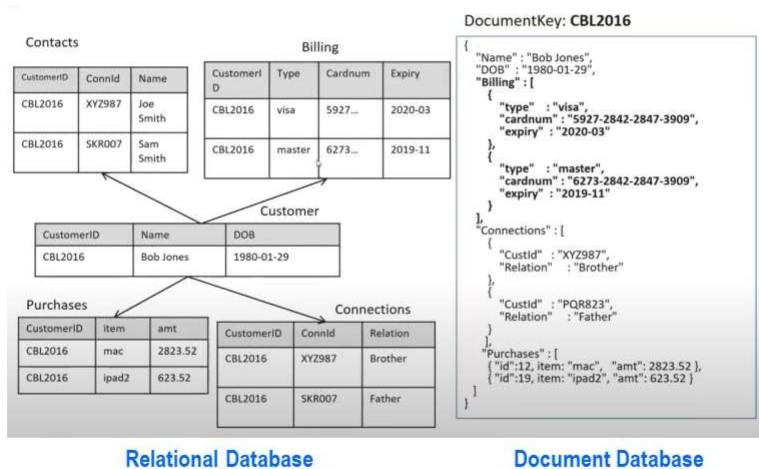 DocumentKey: CBL2016
Contacts
CustomerID ConnId Name
CBL2016 XYZ987 Joe
Smith
CBL2016 SKR007 Sam
Smith
Billing
CustomerI Type Cardnum Expiry
D
CBL2016 visa 5927... 2020-03
CBL2016 master 6273... 2019-11
Customer
CustomerID Name DOB
CBL2016 Bob Jones 1980-01-29
Purchases
CustomerID item amt
CBL2016 mac 2823.52
CBL2016 ipad2 623.52
Connections
CustomerID ConnId Relation
CBL2016 XYZ987 Brother
CBL2016 SKR007 Father
{
"Name" : "Bob Jones",
"DOB" : "1980-01-29",
"Billing" : [
{
"type" : "visa",
"cardnum" : "5927-2842-2847-3909",
"expiry" : "2020-03"
},
{
"type" : "master",
"cardnum" : "6273-2842-2847-3909",
"expiry" : "2019-11"
}
],
"Connections" : [
{
"CustId" : "XYZ987",
"Relation" : "Brother"
},
{
"CustId" : "PQR823",
"Relation" : "Father"
}
],
"Purchases" : [
{ "id":12, item: "mac", "amt": 2823.52 },
{ "id":19, item: "ipad2", "amt": 623.52 }
]
}
Relational Database
Document Database